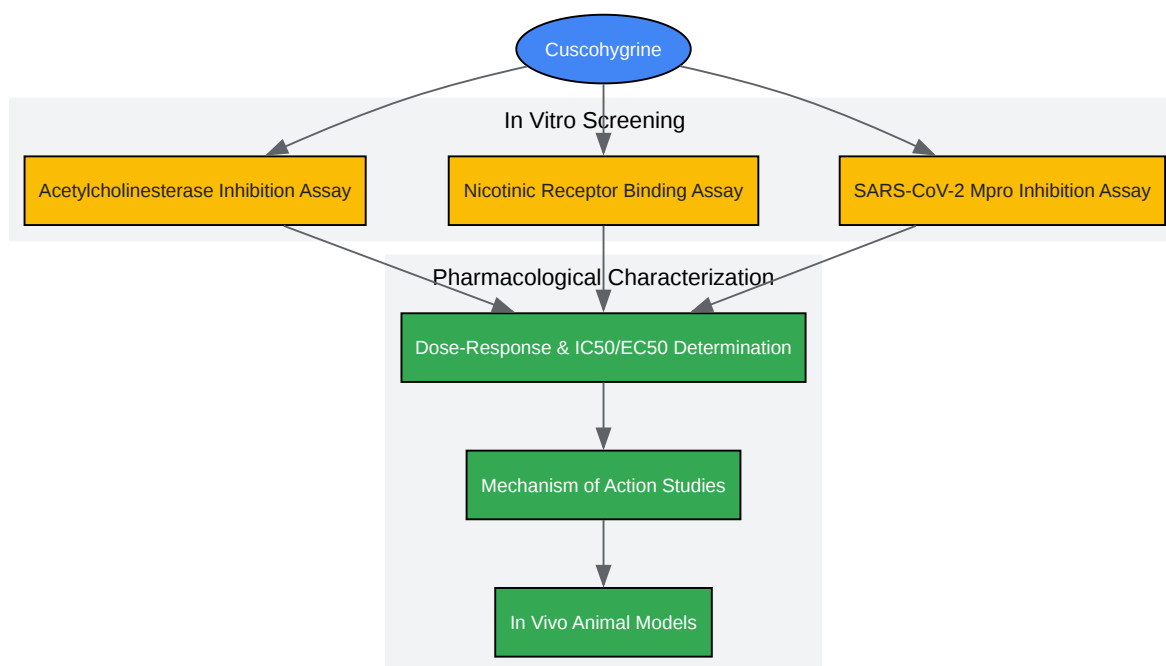 Cuscohygrine
In Vitro Screening
Acetylcholinesterase Inhibition Assay
Nicotinic Receptor Binding Assay
SARS-CoV-2 Mpro Inhibition Assay
Pharmacological Characterization
Dose-Response & IC50/EC50 Determination
Mechanism of Action Studies
In Vivo Animal Models